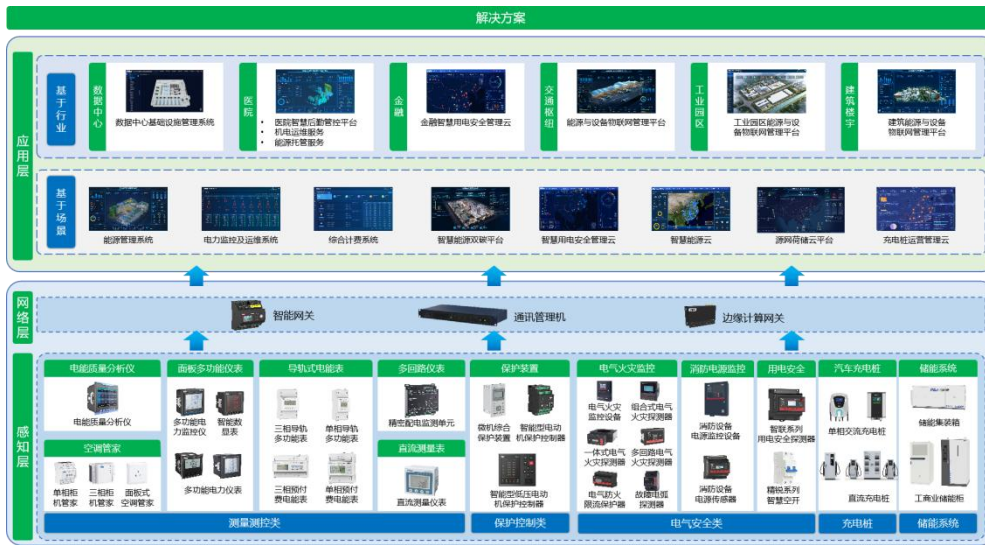 解决方案
应用层
基于行业
数据中心
数据中心基础设施管理系统
医院
医院智慧后勤管控平台
机电运维服务
能源托管服务
金融
金融智慧用电安全管理云
交通枢纽
能源与设备物联网管理平台
工业园区
工业园区能源与设
备物联网管理平台
建筑楼宇
建筑能源与设备
物联网管理平台
基于场景
能源管理系统
电力监控及运维系统
综合计费系统
智慧能源双碳平台
智慧用电安全管理云
智慧能源云
源网荷储云平台
充电桩运营管理云
网络层
智能网关
通讯管理机
边缘计算网关
感知层
电能质量分析仪
电能质量分析仪
空调管家
单相柜
机管家
三相柜
机管家
面板式
空调管家
面板多功能仪表
多功能电
力监控仪
智能数
显表
多功能电力仪表
导轨式电能表
三相导轨
多功能表
单相导轨
多功能表
三相预付
费电能表
单相预付
费电能表
多回路仪表
精密配电监测单元
直流测量表
直流测量仪表
测量测控类
保护装置
微机综合
保护装置
智能型电动
机保护控制器
智能型低压电动
机保护控制器
保护控制类
电气火灾监控
电气火灾
监控设备
组合式电气
火灾探测器
一体式电气
火灾探测器
多回路电气
火灾探测器
电气防火
限流保护器
故障电弧
探测器
消防电源监控
消防设备
电源监控设备
消防设备
电源传感器
用电安全
智联系列
用电安全探测器
精锐系列
智慧空开
电气安全类
汽车充电桩
单相交流充电桩
直流充电桩
充电桩
储能系统
储能集装箱
工商业储能柜
储能系统